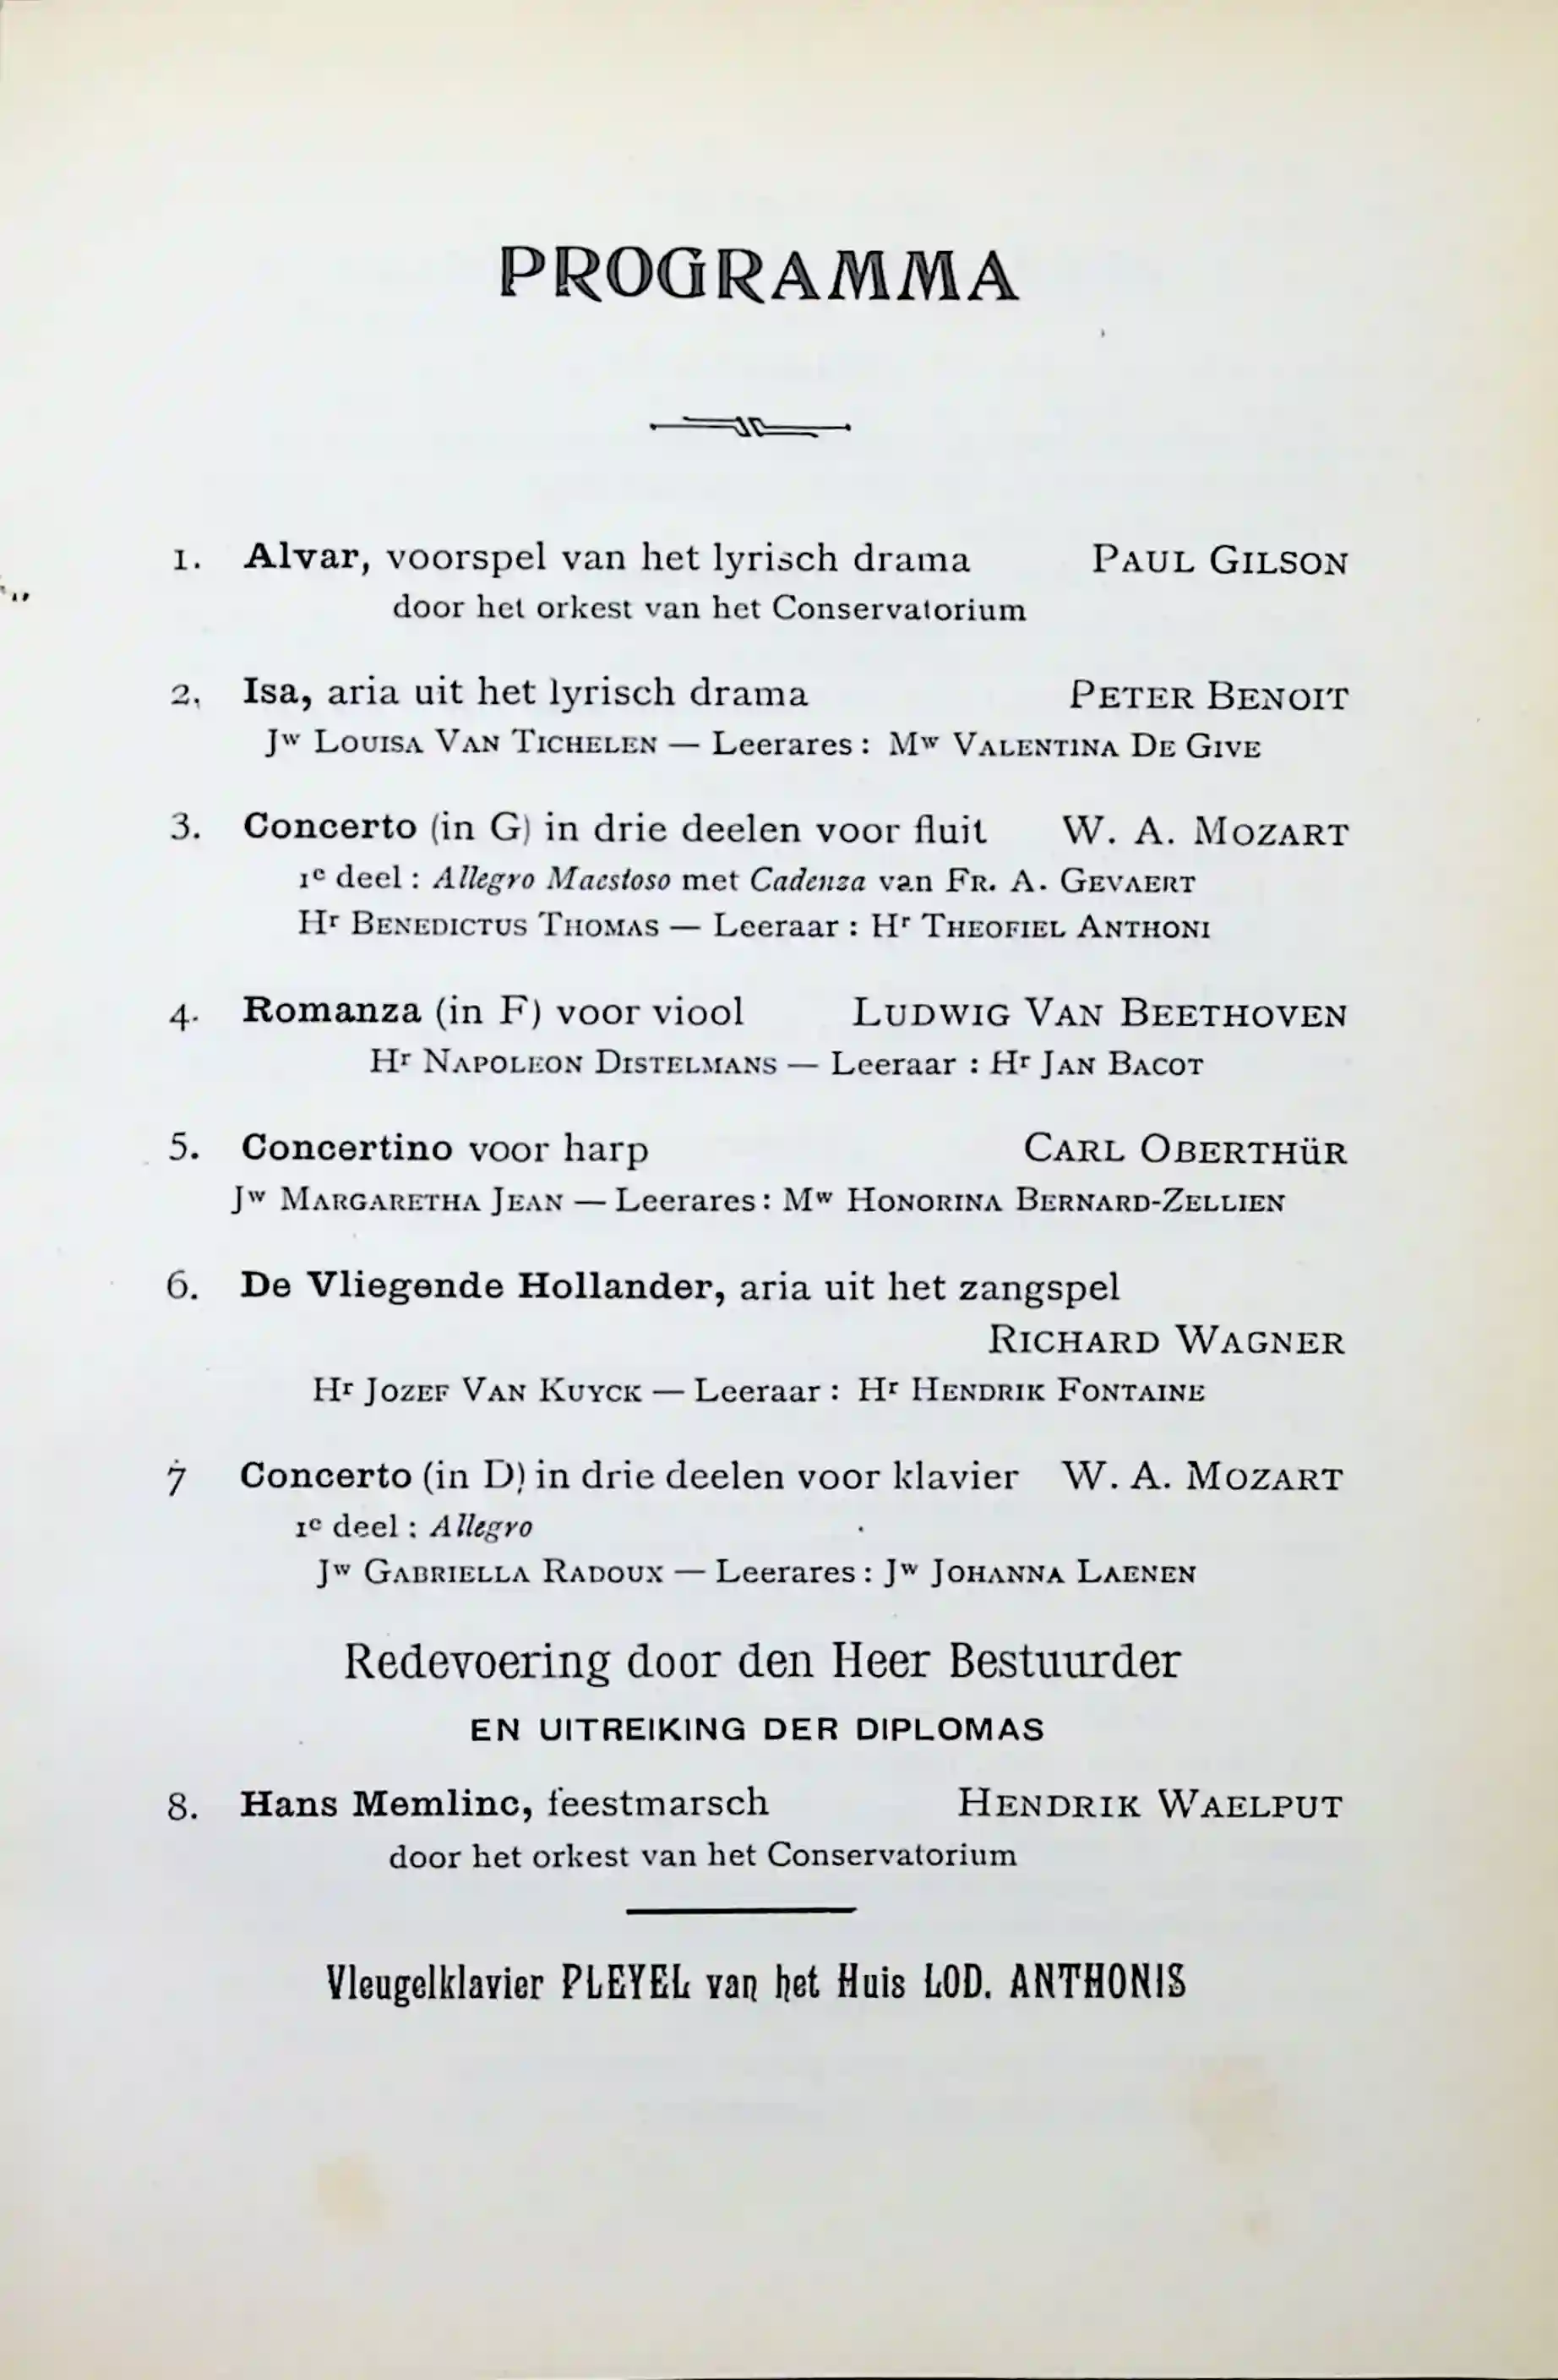 PROGRAMMA
1. Alvar, voorspel van het lyrisch drama PAUL GILSON
door het orkest van het Conservatorium
2. Isa, aria uit het lyrisch drama PETER BENOIT
Jw LOUISA VAN TICHELEN — Leerares : Mw VALENTINA DE GIVE
3. Concerto (in G) in drie deelen voor fluit W. A. MOZART
1e deel : Allegro Maestoso met Cadenza van FR. A. GEVAERT
Hr BENEDICTUS THOMAS — Leeraar : Hr THEOFIEL ANTHONI
4. Romanza (in F) voor viool LUDWIG VAN BEETHOVEN
Hr NAPOLEON DISTELMANS — Leeraar : Hr JAN BACOT
5. Concertino voor harp CARL OBERTHüR
Jw MARGARETHA JEAN — Leerares : Mw HONORINA BERNARD-ZELLIEN
6. De Vliegende Hollander, aria uit het zangspel
RICHARD WAGNER
Hr JOZEF VAN KUYCK — Leeraar : Hr HENDRIK FONTAINE
7 Concerto (in D) in drie deelen voor klavier W. A. MOZART
1e deel : Allegro
Jw GABRIELLA RADOUX — Leerares : Jw JOHANNA LAENEN
Redevoering door den Heer Bestuurder
EN UITREIKING DER DIPLOMAS
8. Hans Memlinc, feestmarsch HENDRIK WAELPUT
door het orkest van het Conservatorium
Vleugelklavier PLEYEL van het Huis LOD. ANTHONIS